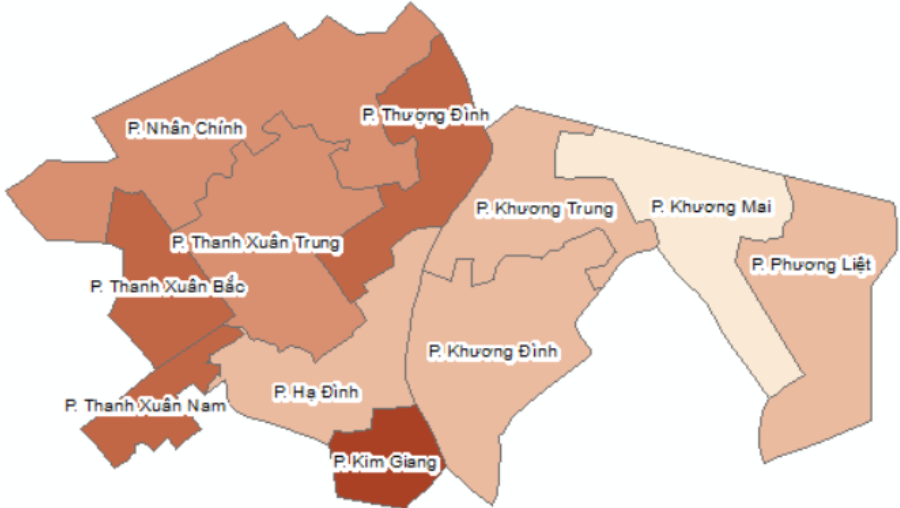 P. Thượng Đình
P. Nhân Chính
P. Khương Trung
P. Khương Mai
P. Thanh Xuân Trung
P. Phương Liệt
P. Thanh Xuân Bắc
P. Khương Đình
P. Hạ Đình
P. Thanh Xuân Nam
P. Kim Giang